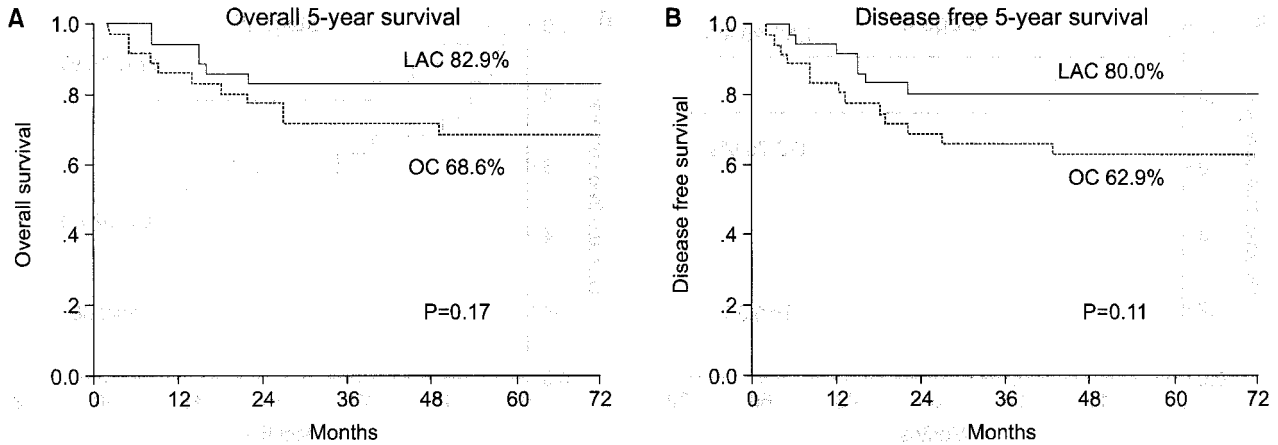 A
Overall 5-year survival
1.0
.8
.6
.4
.2
0.0
Overall survival
LAC 82.9%
OC 68.6%
P=0.17
0 12 24 36 48 60 72
Months
B
Disease free 5-year survival
1.0
.8
.6
.4
.2
0.0
Disease free survival
LAC 80.0%
OC 62.9%
P=0.11
0 12 24 36 48 60 72
Months